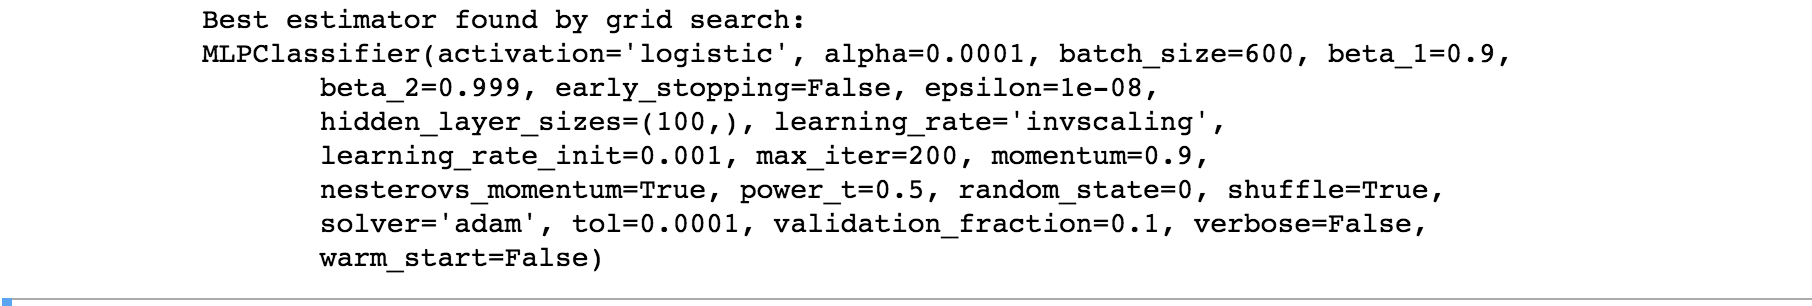 Best estimator found by grid search:
MLPClassifier(activation='logistic', alpha=0.0001, batch_size=600, beta_1=0.9,
beta_2=0.999, early_stopping=False, epsilon=1e-08,
hidden_layer_sizes=(100,), learning_rate='invscaling',
learning_rate_init=0.001, max_iter=200, momentum=0.9,
nesterovs_momentum=True, power_t=0.5, random_state=0, shuffle=True,
solver='adam', tol=0.0001, validation_fraction=0.1, verbose=False,
warm_start=False)